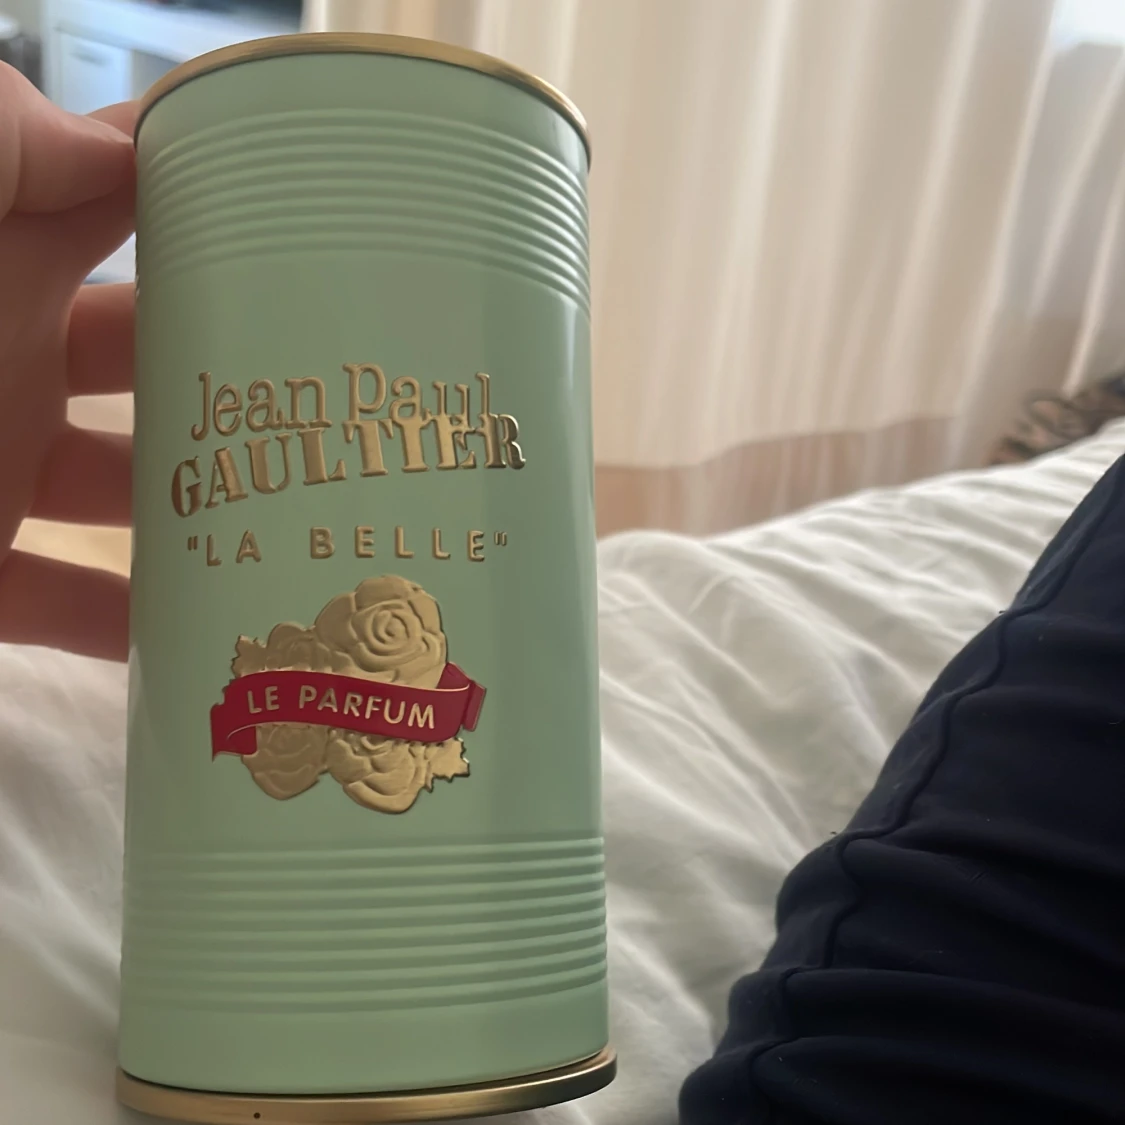 Jean Paul
GAULTIER
"LA BELLE"
LE PARFUM